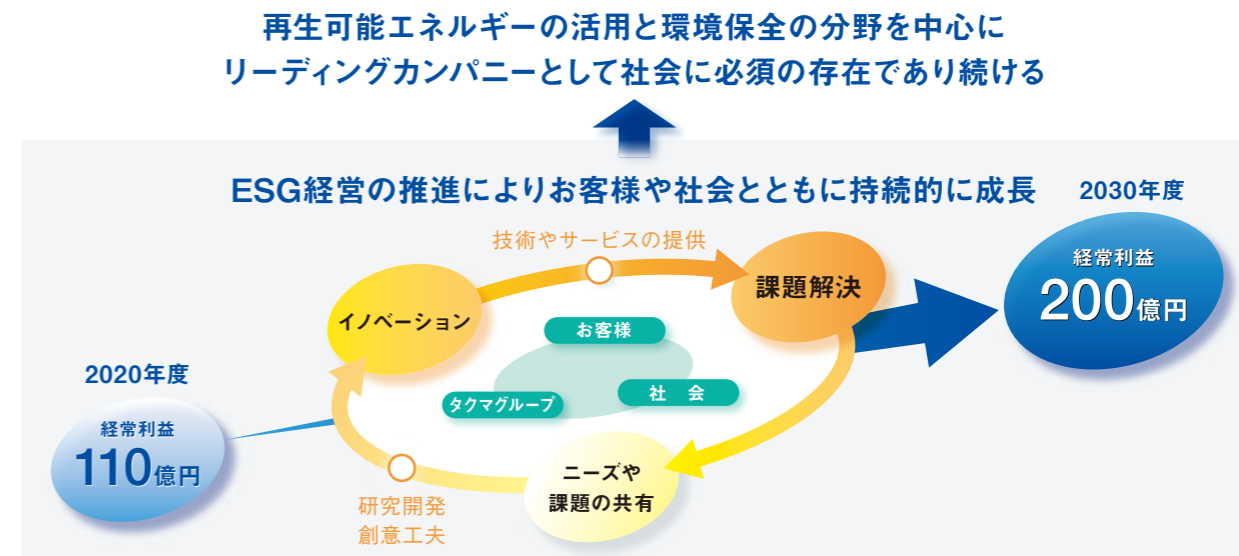 再生可能エネルギーの活用と環境保全の分野を中心に
リーディングカンパニーとして社会に必須の存在であり続ける
ESG経営の推進によりお客様や社会とともに持続的に成長
2030年度
経常利益
200億円
技術やサービスの提供
課題解決
イノベーション
お客様
社 会
タクマグループ
2020年度
経常利益
110億円
ニーズや
課題の共有
研究開発
創意工夫